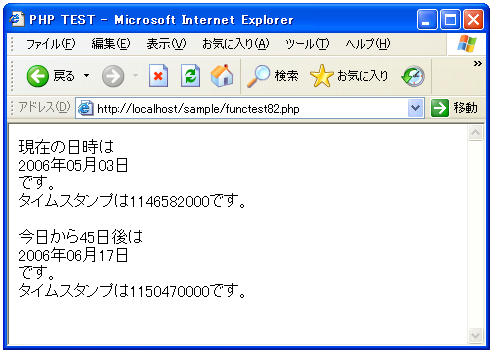 PHP TEST - Microsoft Internet Explorer
ファイル(F) 編集(E) 表示(V) お気に入り(A) ツール(T) ヘルプ(H)
戻る 検索 お気に入り »
アドレス(D) http://localhost/sample/functest82.php 移動
現在の日時は
2006年05月03日
です。
タイムスタンプは1146582000です。
今日から45日後は
2006年06月17日
です。
タイムスタンプは1150470000です。